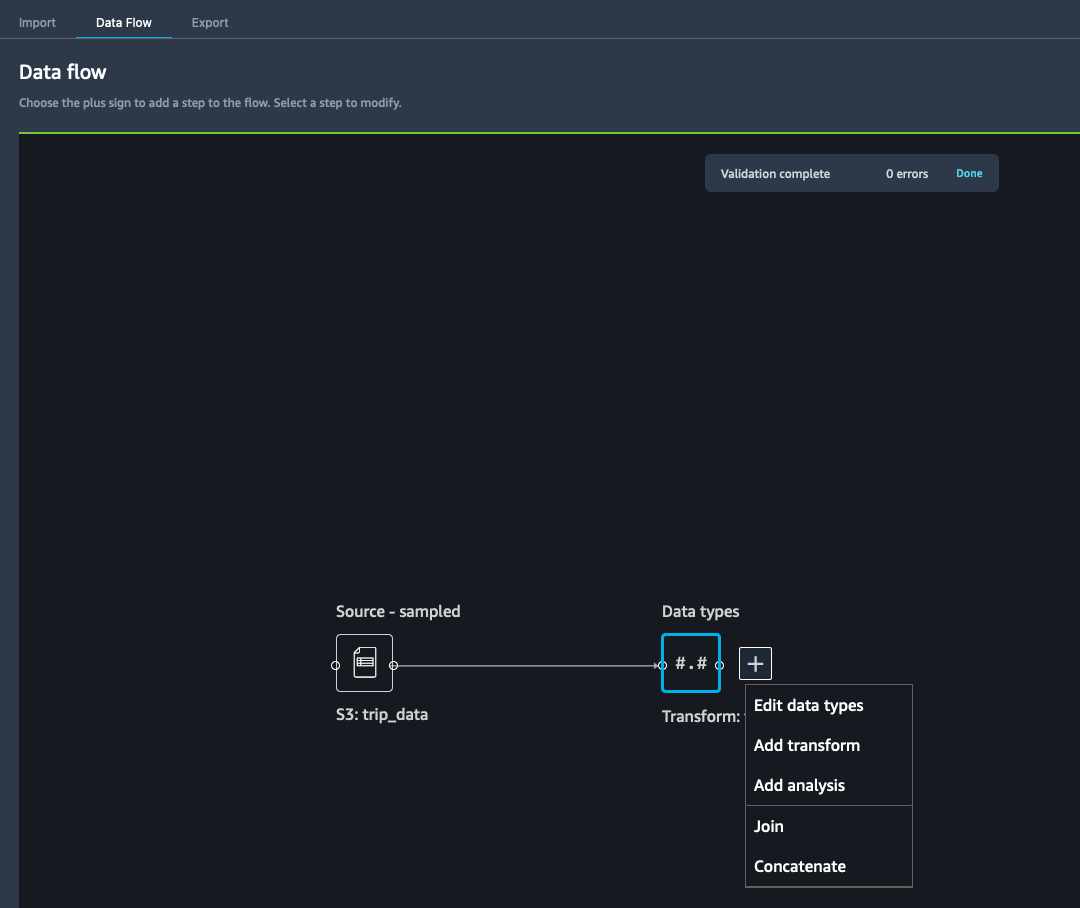 Import Data Flow Export
Data flow
Choose the plus sign to add a step to the flow. Select a step to modify.
Validation complete 0 errors Done
Source - sampled Data types
#.#
S3: trip_data Transform:
Edit data types
Add transform
Add analysis
Join
Concatenate